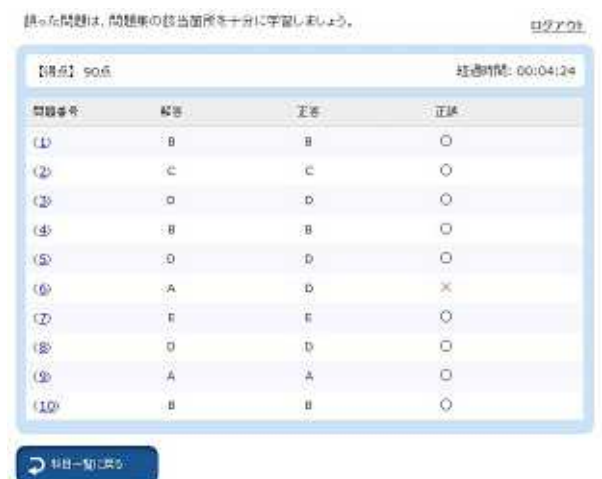 誤った問題は、問題集の該当箇所を十分に学習しましょう。
ログアウト
【得点】 90点 経過時間: 00:04:24
問題番号 解答 正答 正誤
(1) B B ○
(2) C C ○
(3) D D ○
(4) B B ○
(5) D D ○
(6) A D ×
(7) E E ○
(8) D D ○
(9) A A ○
(10) B B ○
科目一覧に戻る